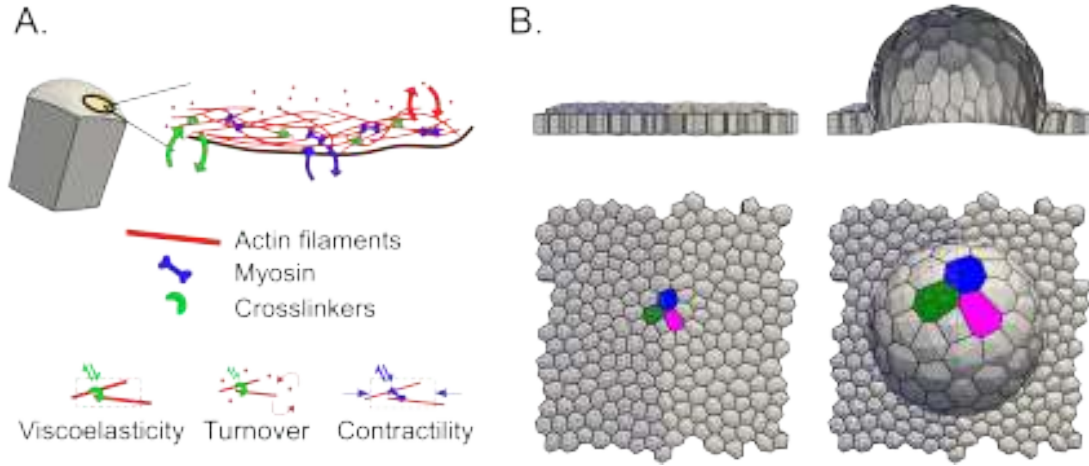 A.
B.
Actin filaments
Myosin
Crosslinkers
Viscoelasticity Turnover Contractility